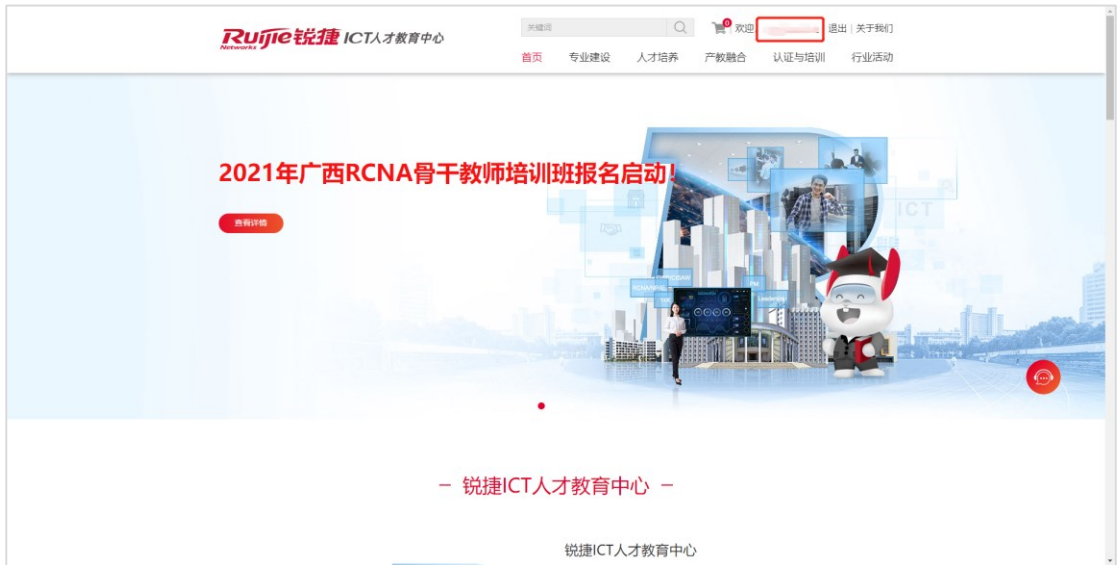 Ruijie锐捷 ICT人才教育中心
Networks
关键词
0
欢迎
退出 | 关于我们
首页 专业建设 人才培养 产教融合 认证与培训 行业活动
2021年广西RCNA骨干教师培训班报名启动！
查看详情
ICT
Leadership
— 锐捷ICT人才教育中心 —
锐捷ICT人才教育中心